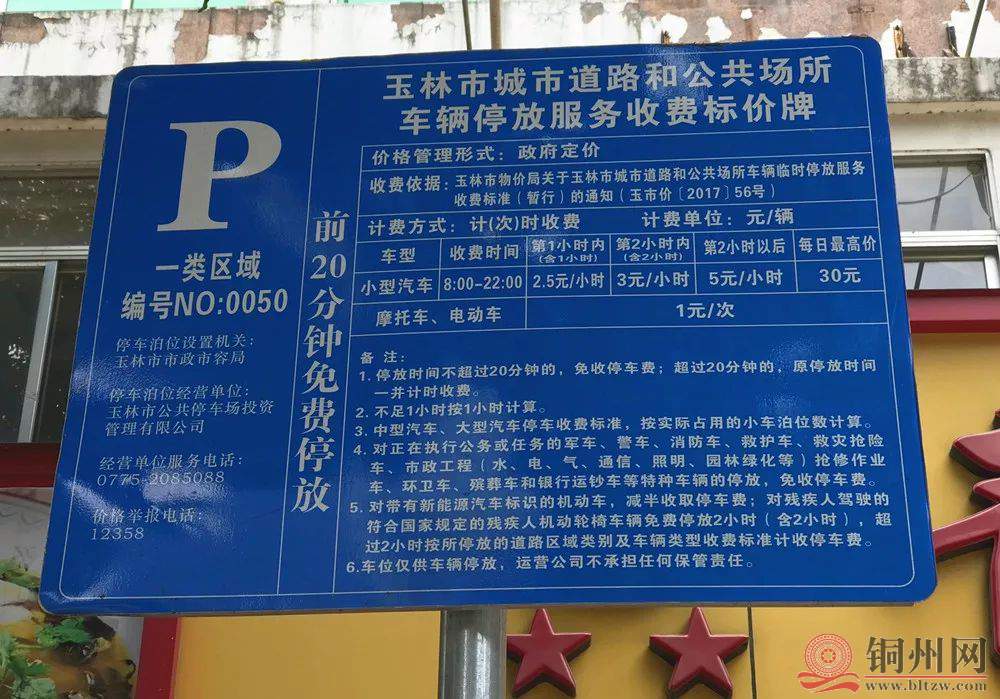 P
一类区域
编号NO:0050
停车泊位设置机关:
玉林市市政市容局
停车泊位经营单位:
玉林市公共停车场投资
管理有限公司
经营单位服务电话:
0775-2085088
价格举报电话:
12358
前20分钟免费停放
玉林市城市道路和公共场所
车辆停放服务收费标价牌
价格管理形式: 政府定价
收费依据: 玉林市物价局关于玉林市城市道路和公共场所车辆临时停放服务
收费标准(暂行)的通知(玉市价〔2017〕56号)
计费方式: 计(次)时收费 计费单位: 元/辆
车型 收费时间 第1小时内(含1小时) 第2小时内(含2小时) 第2小时以后 每日最高价
小型汽车 8:00-22:00 2.5元/小时 3元/小时 5元/小时 30元
摩托车、电动车 1元/次
备 注:
1. 停放时间不超过20分钟的，免收停车费；超过20分钟的，原停放时间
一并计时收费。
2. 不足1小时按1小时计算。
3. 中型汽车、大型汽车停车收费标准，按实际占用的小车泊位数计算。
4. 对正在执行公务或任务的军车、警车、消防车、救护车、救灾抢险
车、市政工程（水、电、气、通信、照明、园林绿化等）抢修作业
车、环卫车、殡葬车和银行运钞车等特种车辆的停放，免收停车费。
5. 对带有新能源汽车标识的机动车，减半收取停车费；对残疾人驾驶的
符合国家规定的残疾人机动轮椅车辆免费停放2小时（含2小时），超
过2小时按所停放的道路区域类别及车辆类型收费标准计收停车费。
6. 车位仅供车辆停放，运营公司不承担任何保管责任。
铜州网
www.bltzw.com